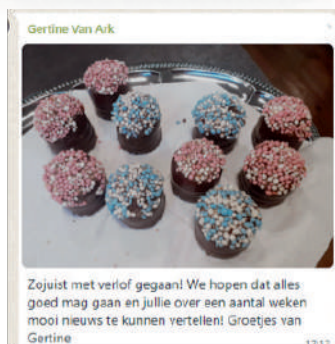 Gertine Van Ark
Zojuist met verlof gegaan! We hopen dat alles
goed mag gaan en jullie over een aantal weken
mooi nieuws te kunnen vertellen! Groetjes van
Gertine